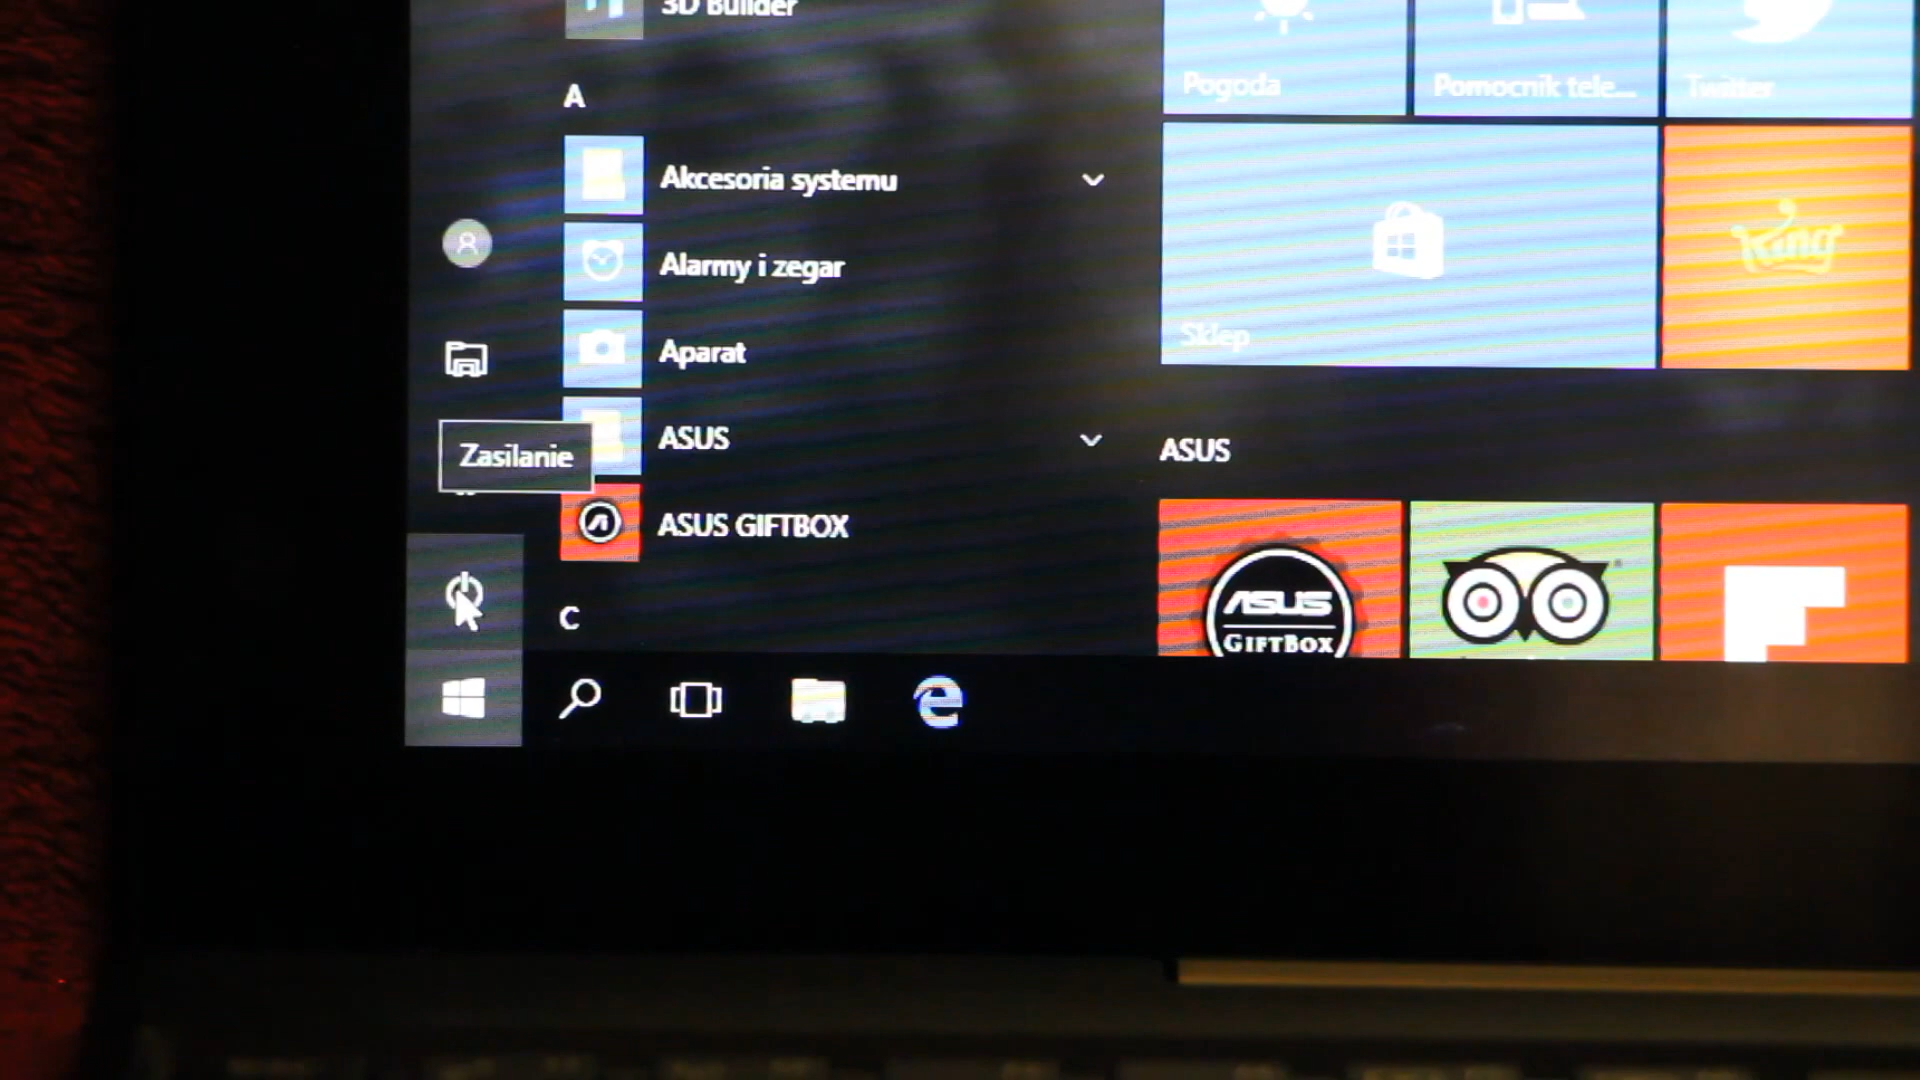 3D Builder
A
Akcesoria systemu
Alarmy i zegar
Aparat
ASUS
Zasilanie
ASUS GIFTBOX
C
Pogoda
Pomocnik tele...
Twitter
Sklep
King
ASUS
ASUS
GIFTBOX